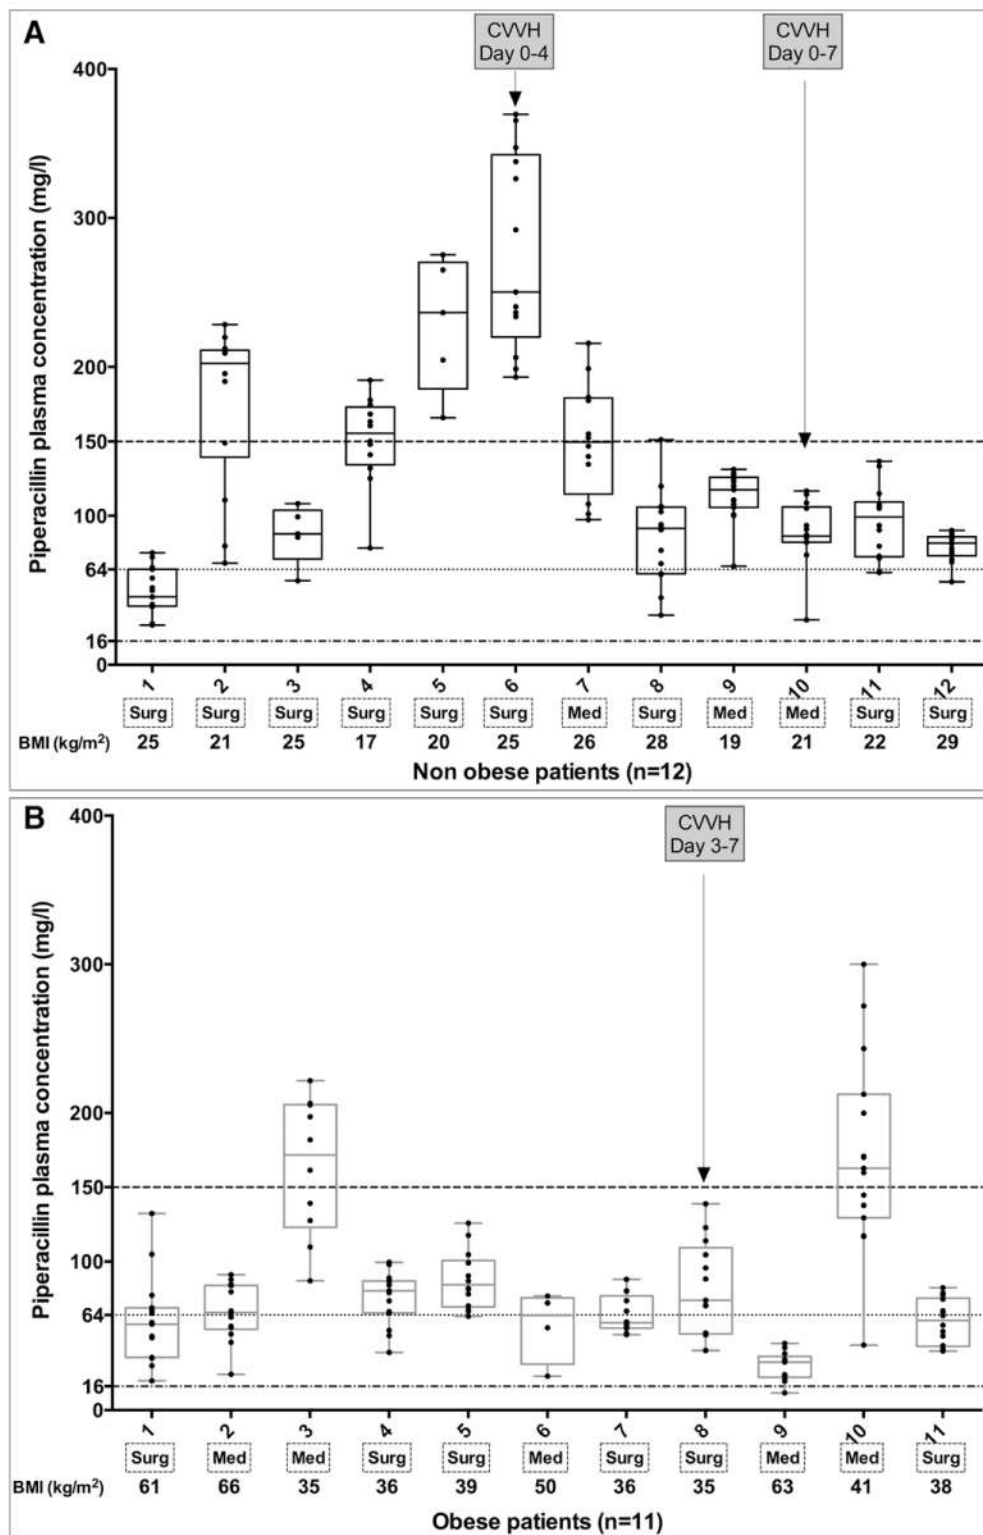 A
CVVH
Day 0-4
CVVH
Day 0-7
Piperacillin plasma concentration (mg/l)
400
300
200
150
100
64
16
0
1 2 3 4 5 6 7 8 9 10 11 12
Surg Surg Surg Surg Surg Surg Med Surg Med Med Surg Surg
BMI (kg/m²) 25 21 25 17 20 25 26 28 19 21 22 29
Non obese patients (n=12)
B
CVVH
Day 3-7
Piperacillin plasma concentration (mg/l)
400
300
200
150
100
64
16
0
1 2 3 4 5 6 7 8 9 10 11
Surg Med Med Surg Surg Med Surg Surg Med Med Surg
BMI (kg/m²) 61 66 35 36 39 50 36 35 63 41 38
Obese patients (n=11)